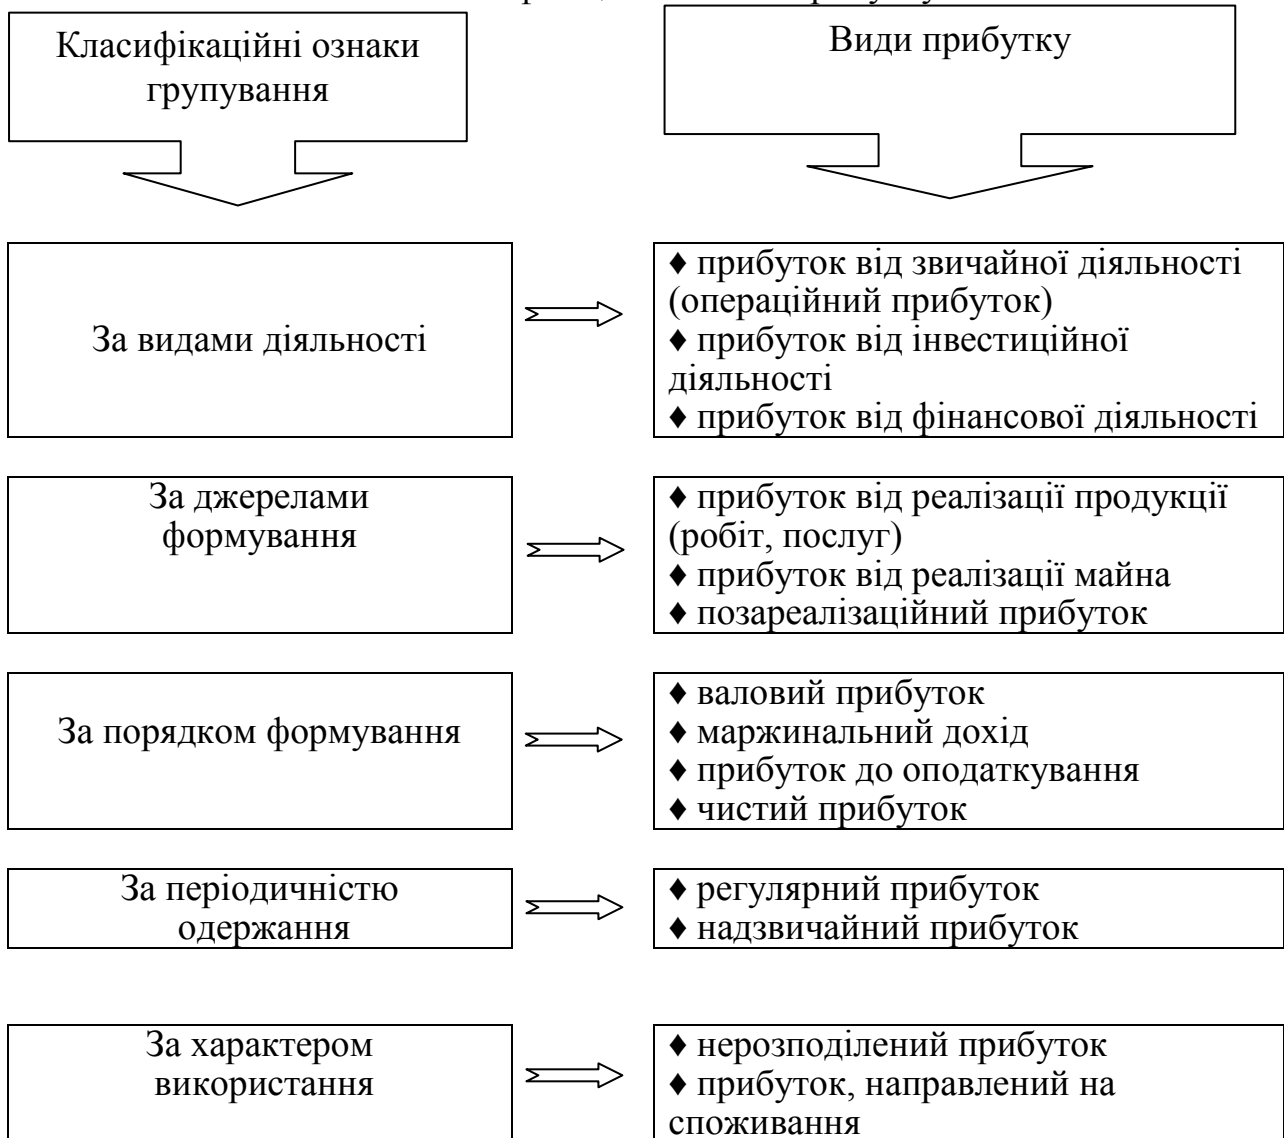 Класифікаційні ознаки
групування
Види прибутку
За видами діяльності
♦ прибуток від звичайної діяльності
(операційний прибуток)
♦ прибуток від інвестиційної
діяльності
♦ прибуток від фінансової діяльності
За джерелами
формування
♦ прибуток від реалізації продукції
(робіт, послуг)
♦ прибуток від реалізації майна
♦ позареалізаційний прибуток
За порядком формування
♦ валовий прибуток
♦ маржинальний дохід
♦ прибуток до оподаткування
♦ чистий прибуток
За періодичністю
одержання
♦ регулярний прибуток
♦ надзвичайний прибуток
За характером
використання
♦ нерозподілений прибуток
♦ прибуток, направлений на
споживання